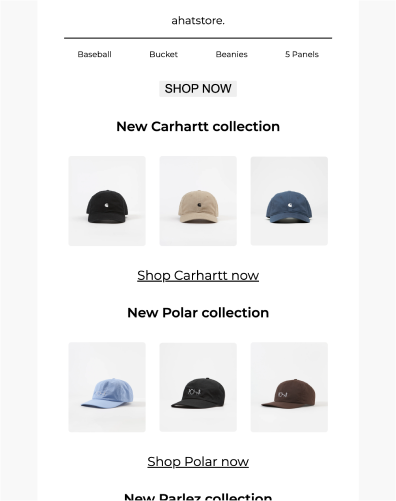 ahatstore.
Baseball Bucket Beanies 5 Panels
SHOP NOW
New Carhartt collection
Shop Carhartt now
New Polar collection
Shop Polar now
New Parlez collection